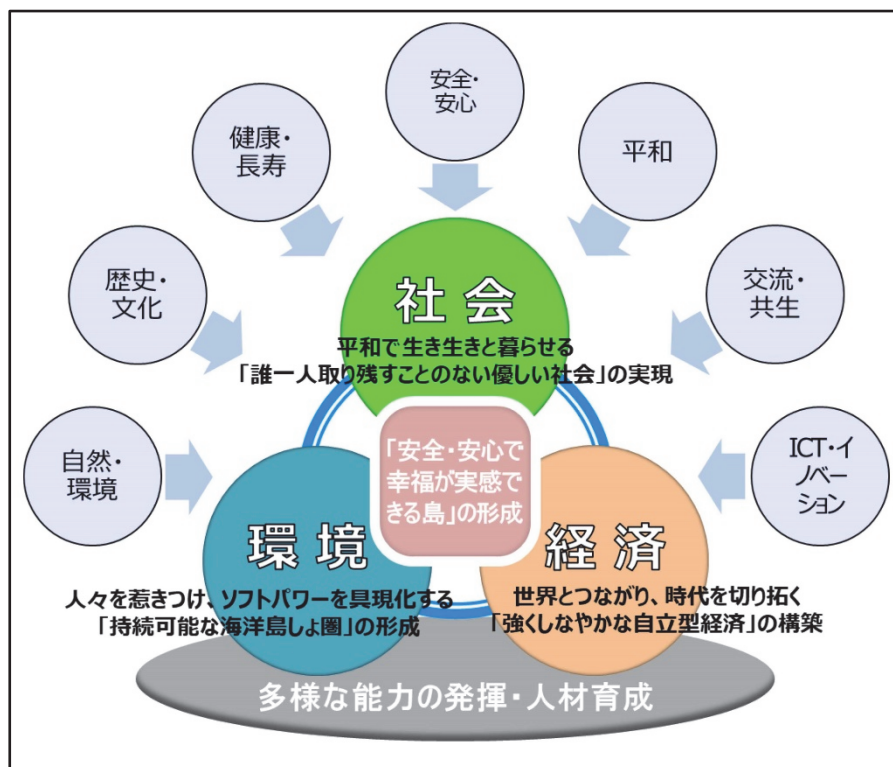 安全・
安心
健康・
長寿
平和
歴史・
文化
交流・
共生
自然・
環境
ICT・イ
ノベー
ション
社会
平和で生き生きと暮らせる
「誰一人取り残すことのない優しい社会」の実現
「安全・安心で
幸福が実感で
きる島」の形成
環境
人々を惹きつけ、ソフトパワーを具現化する
「持続可能な海洋島しょ圏」の形成
経済
世界とつながり、時代を切り拓く
「強くしなやかな自立型経済」の構築
多様な能力の発揮・人材育成